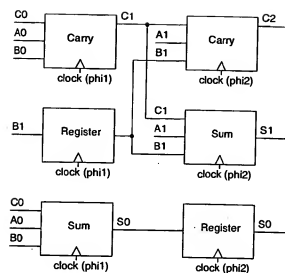 C0
A0
B0
Carry
clock (phi1)
C1
A1
B1
Carry
clock (phi2)
C2
B1
Register
clock (phi1)
C1
A1
B1
Sum
clock (phi2)
S1
C0
A0
B0
Sum
clock (phi1)
S0
Register
clock (phi2)
S0